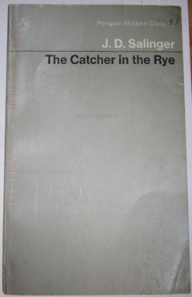 Penguin Modern Classics
J. D. Salinger
The Catcher in the Rye